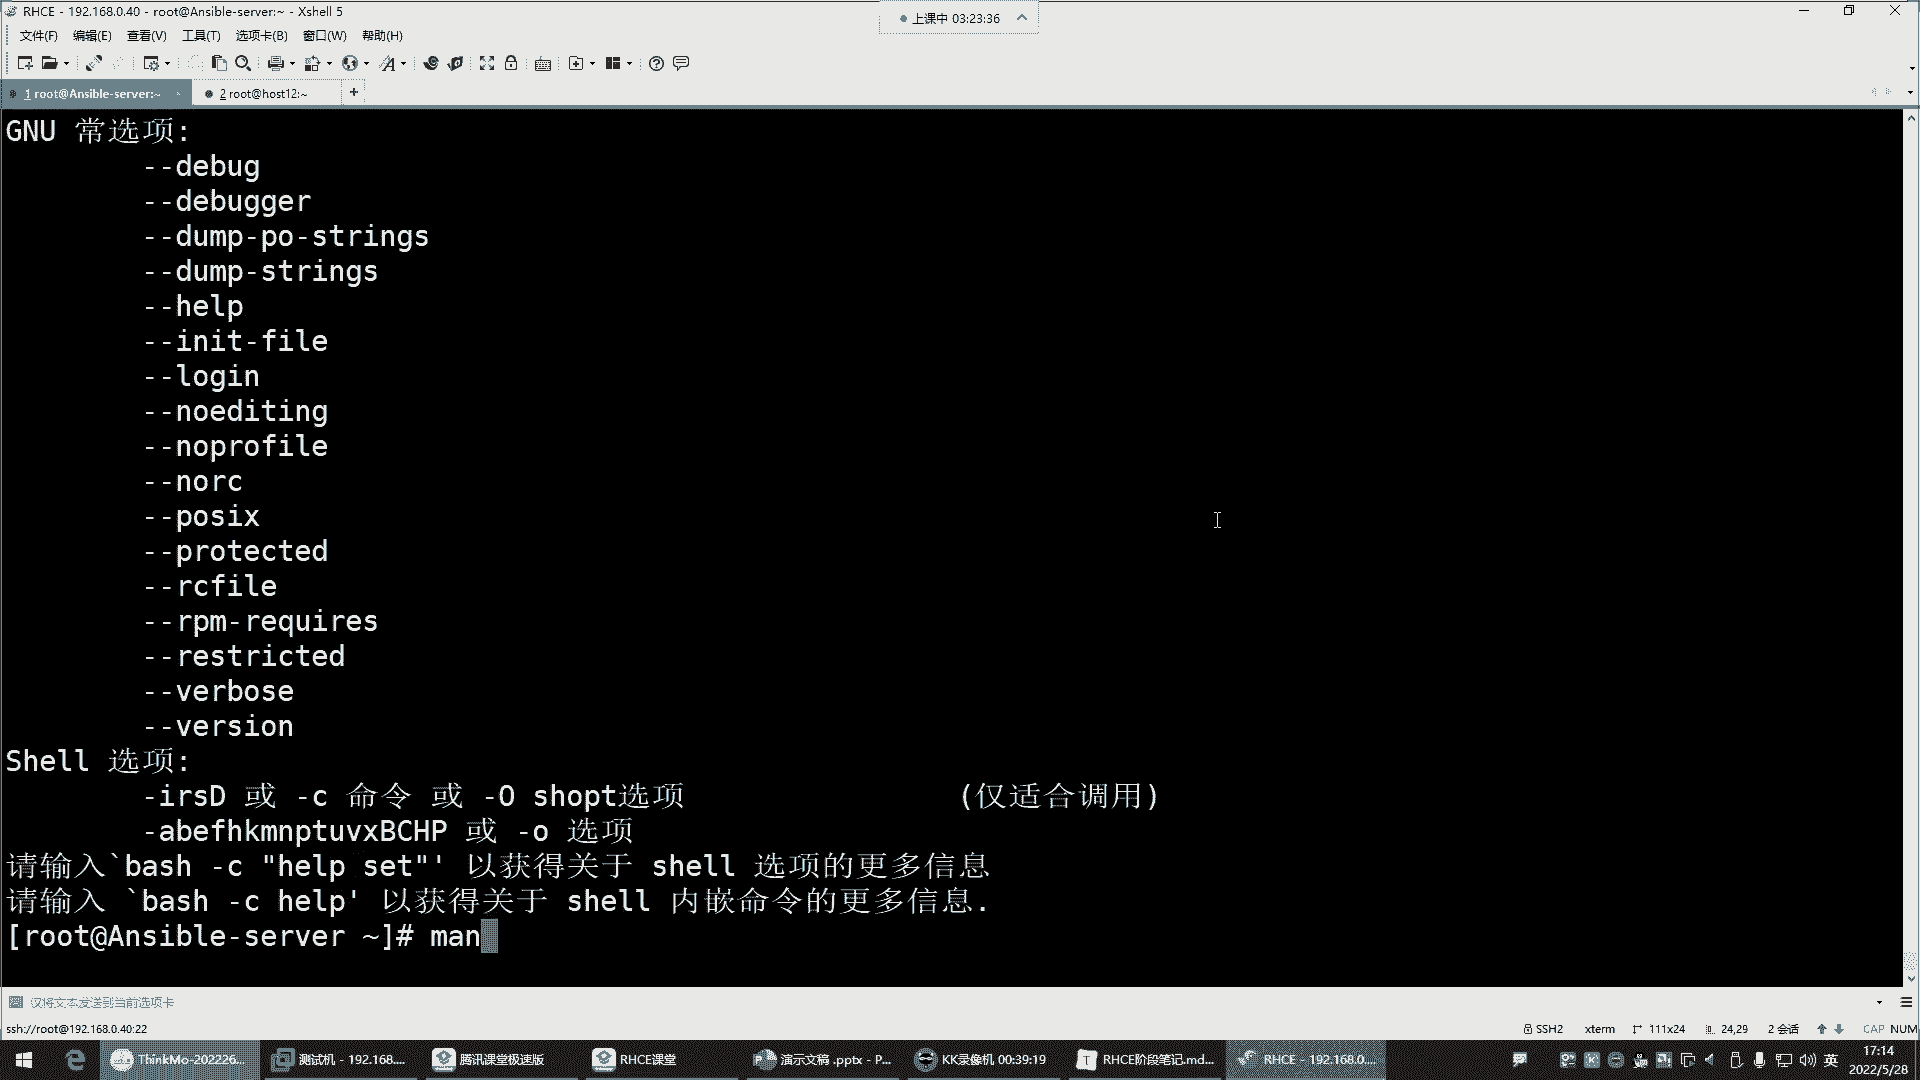 RHCE - 192.168.0.40 - root@Ansible-server:~ - Xshell 5
上课中 03:23:36
文件(F) 编辑(E) 查看(V) 工具(T) 选项卡(B) 窗口(W) 帮助(H)
1 root@Ansible-server:~ 2 root@host12:~ +
GNU 常选项:
--debug
--debugger
--dump-po-strings
--dump-strings
--help
--init-file
--login
--noediting
--noprofile
--norc
--posix
--protected
--rcfile
--rpm-requires
--restricted
--verbose
--version
Shell 选项:
-irsD 或 -c 命令 或 -O shopt选项 (仅适合调用)
-abefhkmnptuvxBCHP 或 -o 选项
请输入`bash -c "help set"' 以获得关于 shell 选项的更多信息
请输入 `bash -c help' 以获得关于 shell 内嵌命令的更多信息.
[root@Ansible-server ~]# man
仅将文本发送到当前选项卡
ssh://root@192.168.0.40:22 SSH2 xterm 111x24 24,29 2 会话 CAP NUM
ThinkMo-202226... 测试机 - 192.168.... 腾讯课堂极速版 RHCE课堂 演示文稿 .pptx - P... KK录像机 00:39:19 RHCE阶段笔记.md... RHCE - 192.168.0.... 英 17:14
2022/5/28